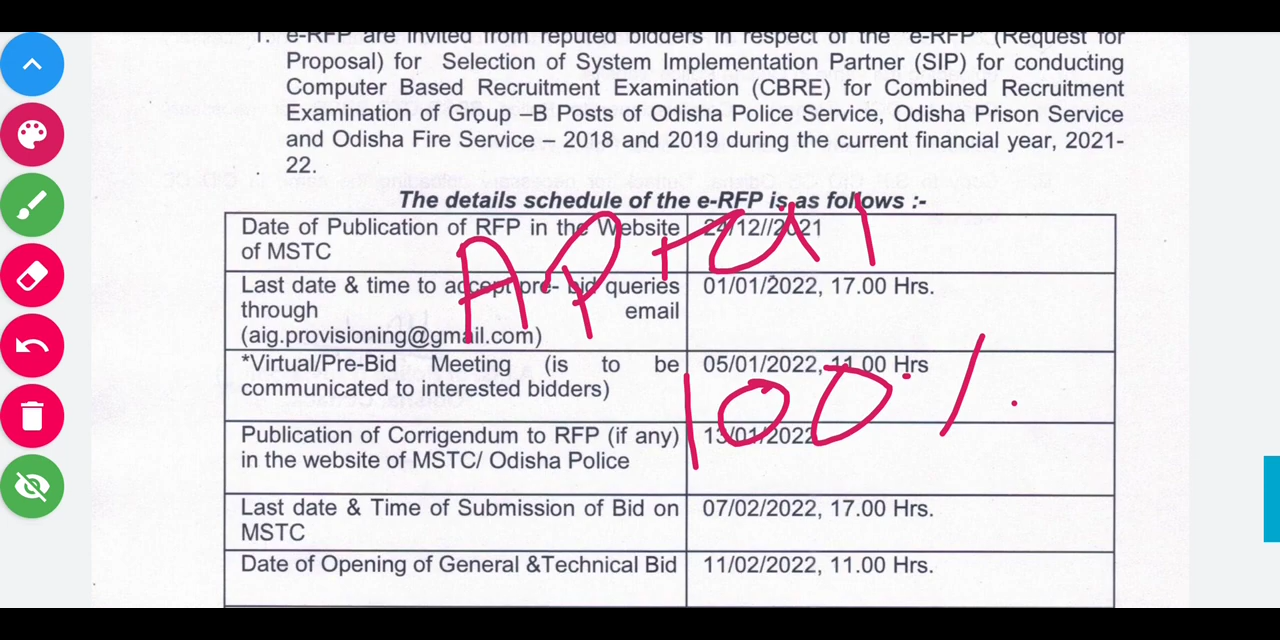 1. e-RFP are invited from reputed bidders in respect of the e-RFP (Request for
Proposal) for Selection of System Implementation Partner (SIP) for conducting
Computer Based Recruitment Examination (CBRE) for Combined Recruitment
Examination of Group –B Posts of Odisha Police Service, Odisha Prison Service
and Odisha Fire Service – 2018 and 2019 during the current financial year, 2021-
22.
The details schedule of the e-RFP is as follows :-
Date of Publication of RFP in the Website 24/12//2021
of MSTC
Last date & time to accept pre- bid queries 01/01/2022, 17.00 Hrs.
through email
(aig.provisioning@gmail.com)
*Virtual/Pre-Bid Meeting (is to be 05/01/2022, 11.00 Hrs
communicated to interested bidders)
Publication of Corrigendum to RFP (if any) 13/01/2022
in the website of MSTC/ Odisha Police
Last date & Time of Submission of Bid on 07/02/2022, 17.00 Hrs.
MSTC
Date of Opening of General &Technical Bid 11/02/2022, 11.00 Hrs.
100%